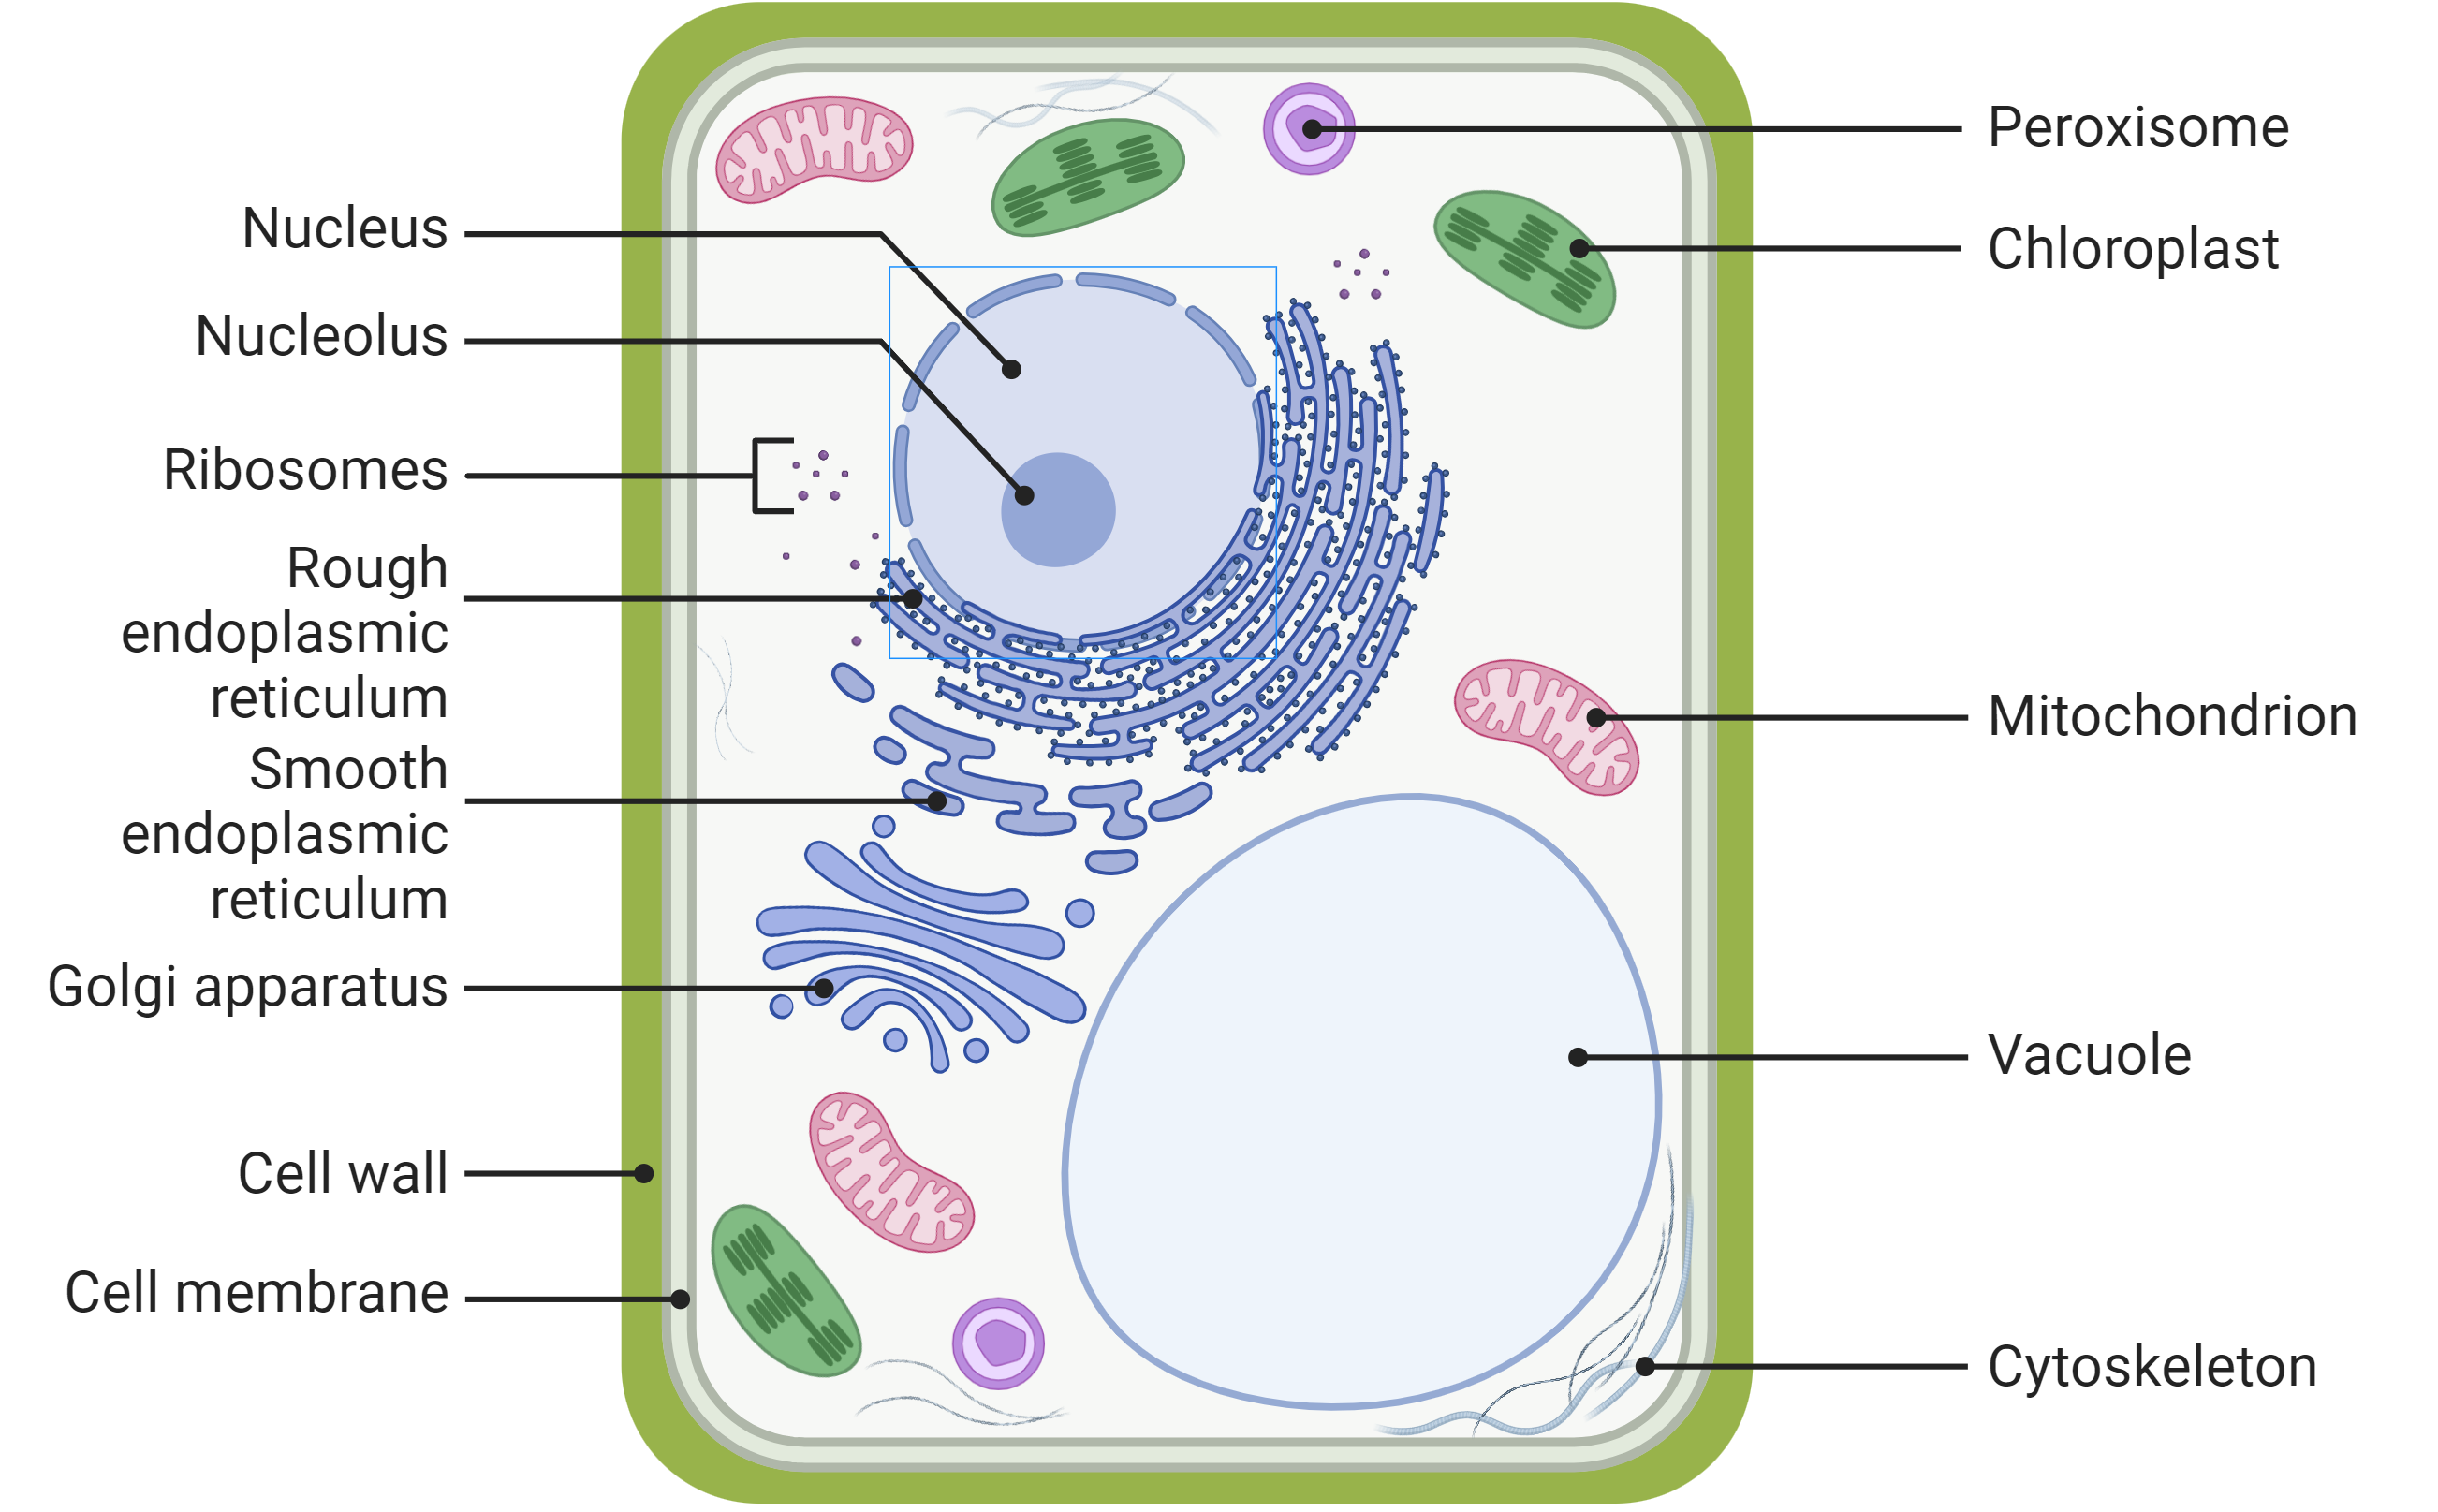 Nucleus
Nucleolus
Ribosomes
Rough
endoplasmic
reticulum
Smooth
endoplasmic
reticulum
Golgi apparatus
Cell wall
Cell membrane
Peroxisome
Chloroplast
Mitochondrion
Vacuole
Cytoskeleton